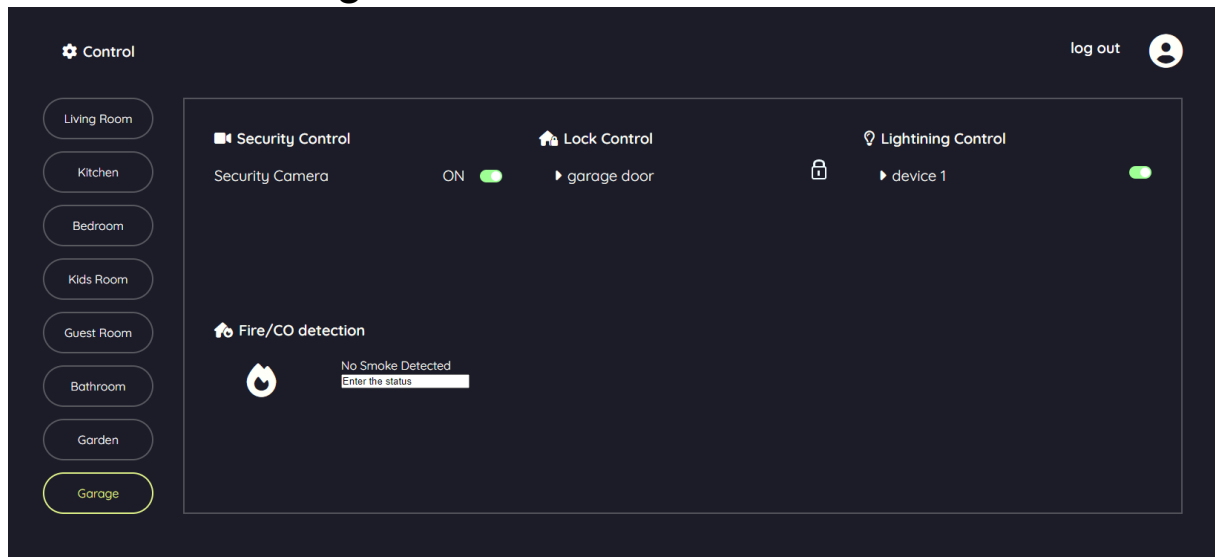 Control
log out
Living Room
Kitchen
Bedroom
Kids Room
Guest Room
Bathroom
Garden
Garage
Security Control
Security Camera ON
Lock Control
garage door
Lightining Control
device 1
Fire/CO detection
No Smoke Detected
Enter the status